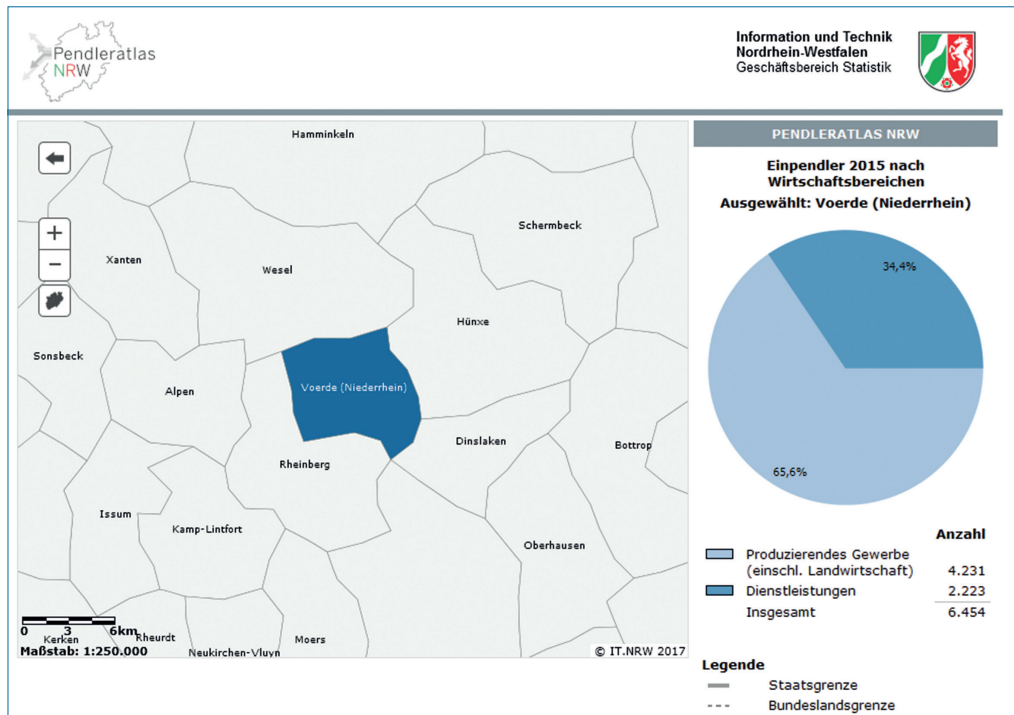 Pendleratlas
NRW
Information und Technik
Nordrhein-Westfalen
Geschäftsbereich Statistik
Hamminkeln
Schermbeck
Xanten
Wesel
Hünxe
Sonsbeck
Alpen
Voerde (Niederrhein)
Dinslaken
Bottrop
Rheinberg
Issum
Kamp-Lintfort
Oberhausen
Kerken
Rheurdt
Neukirchen-Vluyn
Moers
0 3 6km
Maßstab: 1:250.000
© IT.NRW 2017
PENDLERATLAS NRW
Einpendler 2015 nach
Wirtschaftsbereichen
Ausgewählt: Voerde (Niederrhein)
34,4%
65,6%
Anzahl
Produzierendes Gewerbe
(einschl. Landwirtschaft) 4.231
Dienstleistungen 2.223
Insgesamt 6.454
Legende
Staatsgrenze
Bundeslandsgrenze